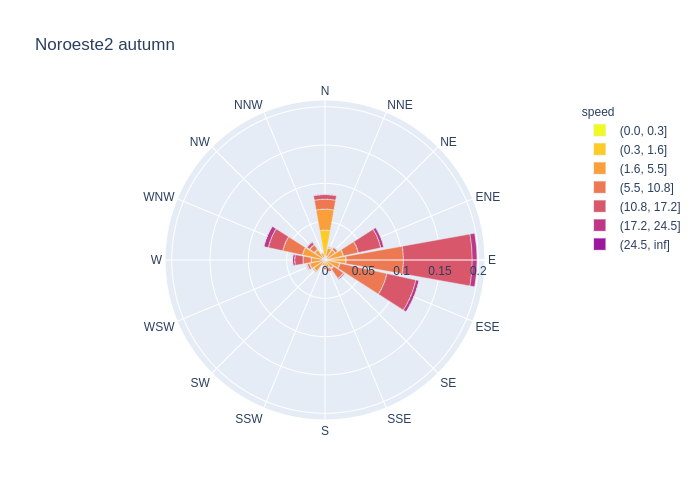 Noroeste2 autumn
N
NNE
NE
ENE
E
ESE
SE
SSE
S
SSW
SW
WSW
W
WNW
NW
NNW
0
0.05
0.1
0.15
0.2
speed
(0.0, 0.3]
(0.3, 1.6]
(1.6, 5.5]
(5.5, 10.8]
(10.8, 17.2]
(17.2, 24.5]
(24.5, inf]